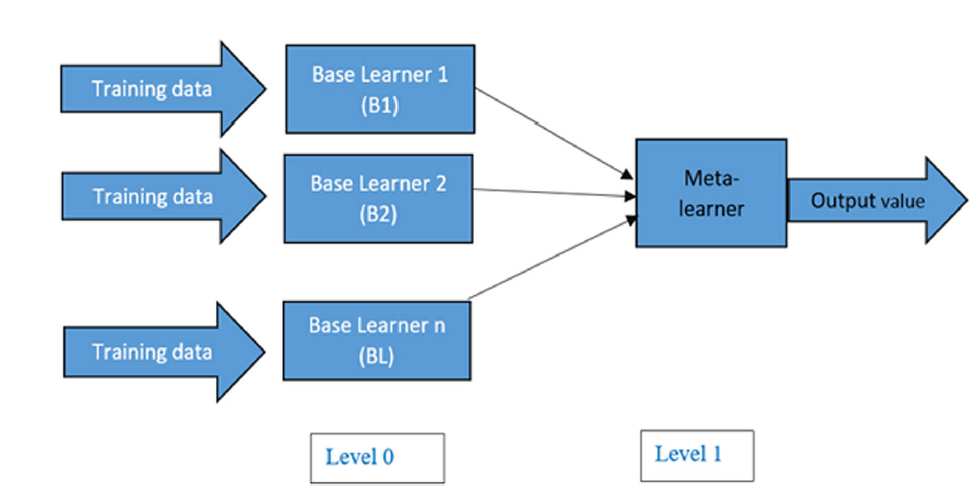 Training data
Base Learner 1
(B1)
Training data
Base Learner 2
(B2)
Meta-
learner
Output value
Training data
Base Learner n
(BL)
Level 0
Level 1